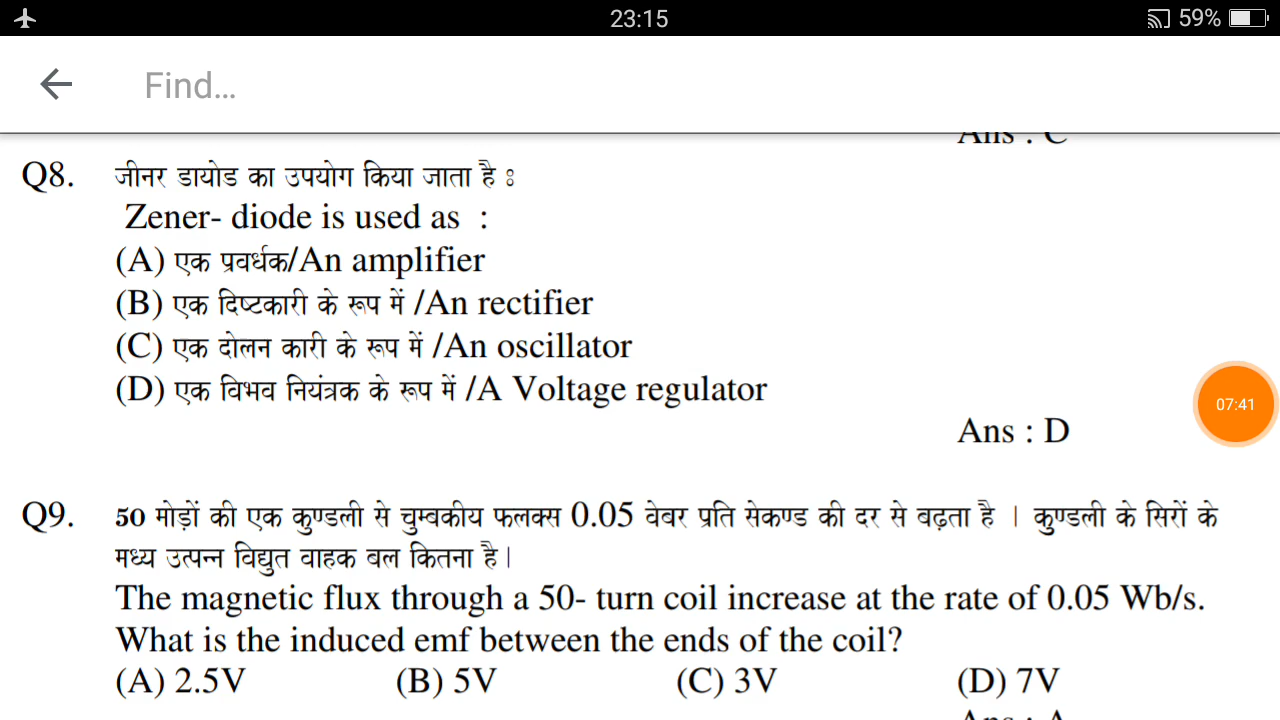 23:15
59%
Find...
Ans : C
Q8. जीनर डायोड का उपयोग किया जाता है ः
Zener- diode is used as :
(A) एक प्रवर्धक/An amplifier
(B) एक दिष्टकारी के रूप में /An rectifier
(C) एक दोलन कारी के रूप में /An oscillator
(D) एक विभव नियंत्रक के रूप में /A Voltage regulator
07:41
Ans : D
Q9. 50 मोड़ों की एक कुण्डली से चुम्बकीय फलक्स 0.05 वेबर प्रति सेकण्ड की दर से बढ़ता है । कुण्डली के सिरों के
मध्य उत्पन्न विद्युत वाहक बल कितना है।
The magnetic flux through a 50- turn coil increase at the rate of 0.05 Wb/s.
What is the induced emf between the ends of the coil?
(A) 2.5V (B) 5V (C) 3V (D) 7V
Ans : A